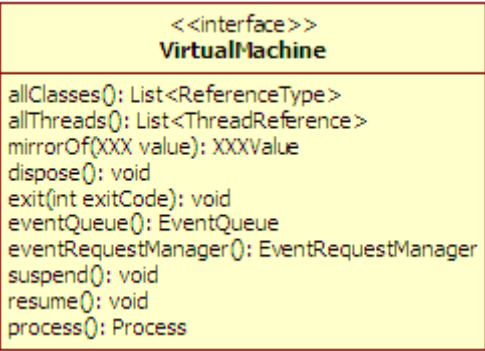 <<interface>>
VirtualMachine
allClasses(): List<ReferenceType>
allThreads(): List<ThreadReference>
mirrorOf(XXX value): XXXValue
dispose(): void
exit(int exitCode): void
eventQueue(): EventQueue
eventRequestManager(): EventRequestManager
suspend(): void
resume(): void
process(): Process